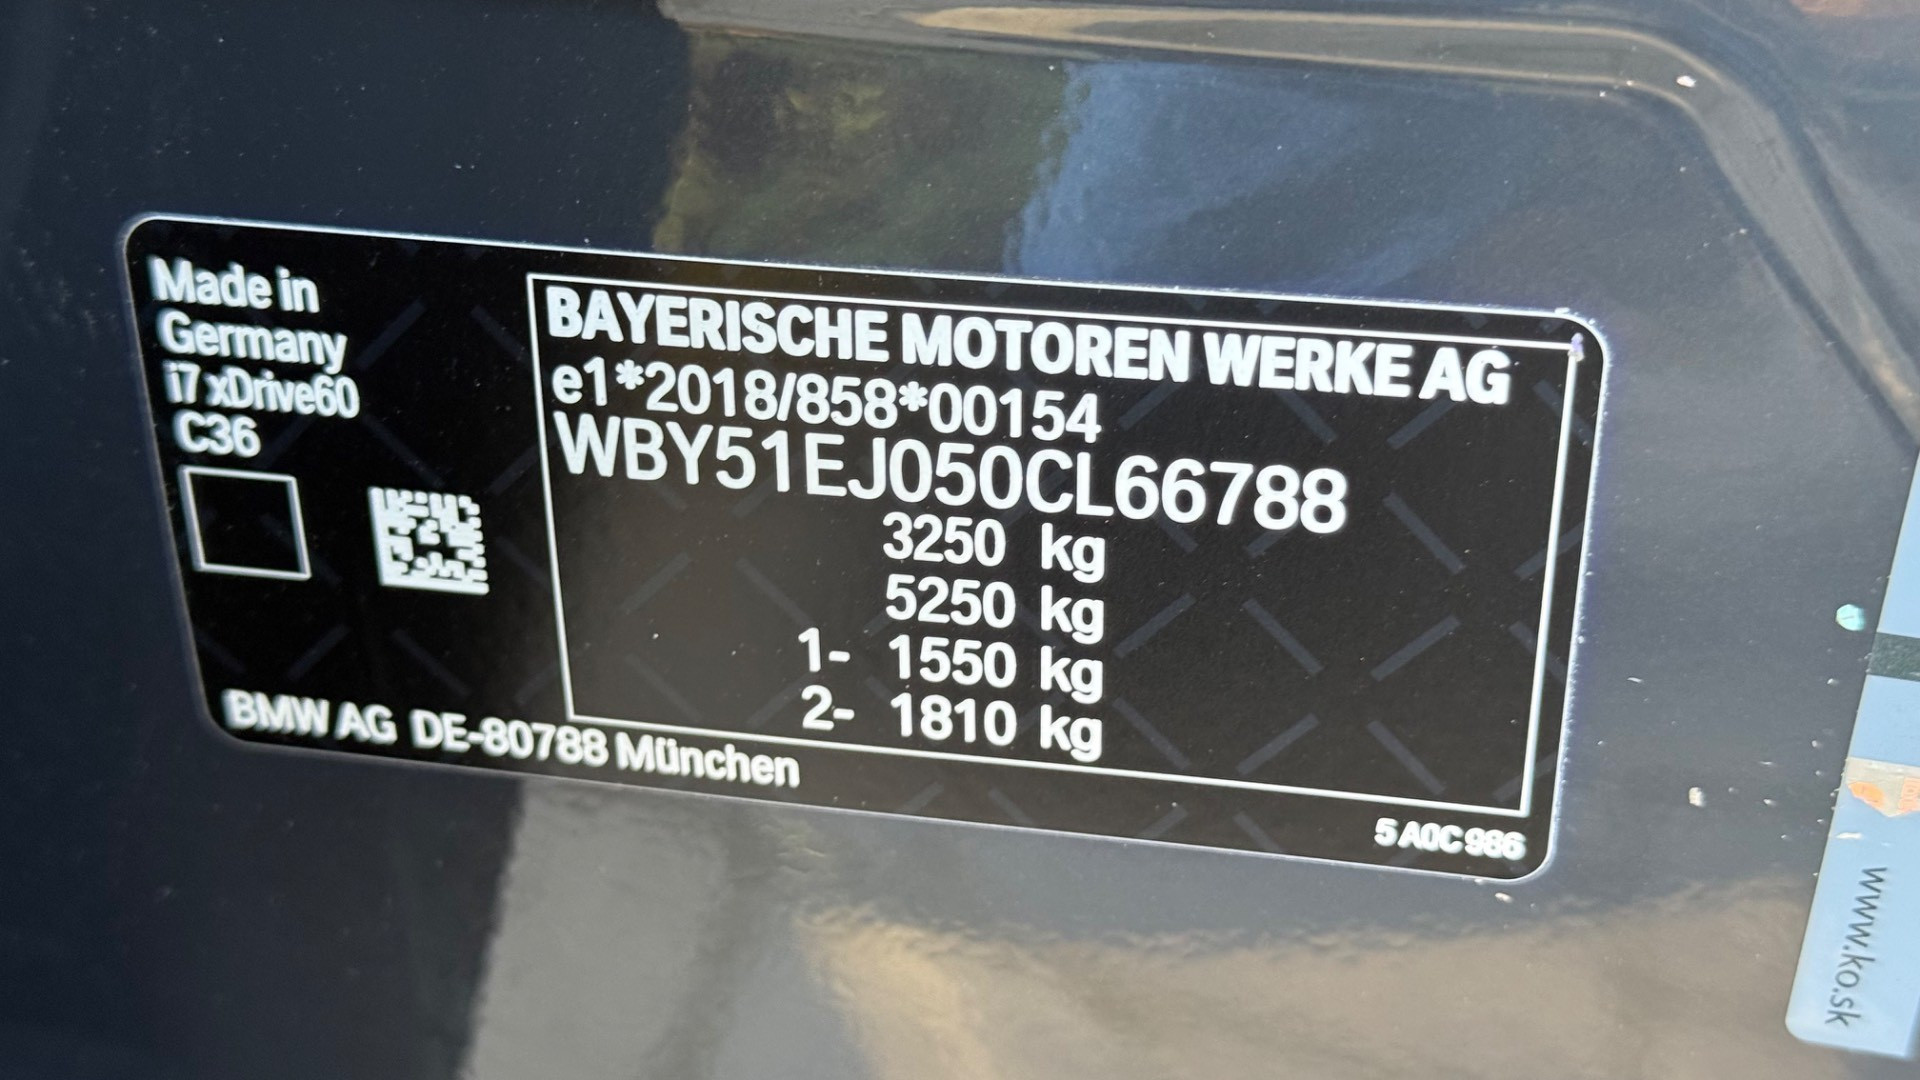 Made in
Germany
i7 xDrive60
C36
BAYERISCHE MOTOREN WERKE AG
e1*2018/858*00154
WBY51EJ050CL66788
3250 kg
5250 kg
1- 1550 kg
2- 1810 kg
BMW AG DE-80788 München
5 A0C 986
www.ko.sk